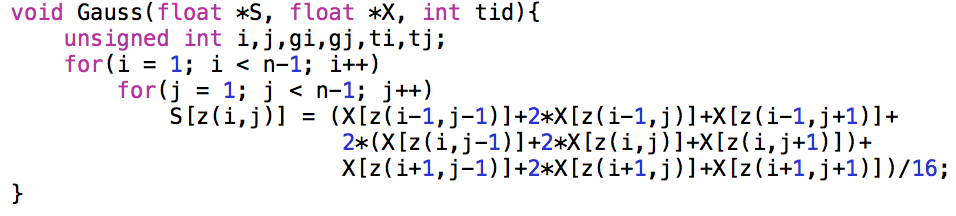 void Gauss(float *S, float *X, int tid){
    unsigned int i,j,gi,gj,ti,tj;
    for(i = 1; i < n-1; i++)
        for(j = 1; j < n-1; j++)
            S[z(i,j)] = (X[z(i-1,j-1)]+2*X[z(i-1,j)]+X[z(i-1,j+1)]+
                         2*(X[z(i,j-1)]+2*X[z(i,j)]+X[z(i,j+1)])+
                         X[z(i+1,j-1)]+2*X[z(i+1,j)]+X[z(i+1,j+1)])/16;
}